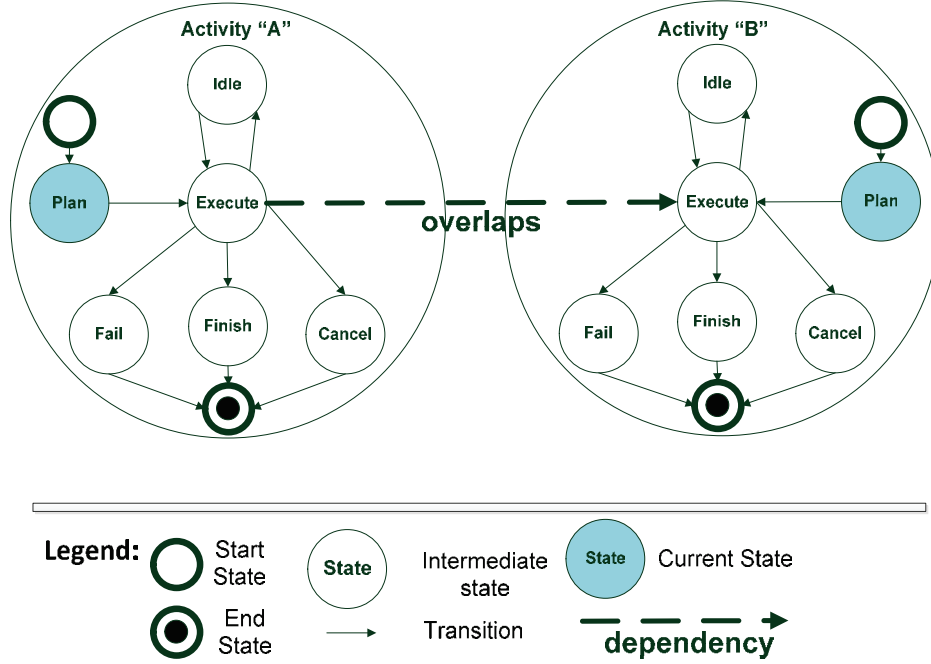 Activity “A”
Activity “B”
Idle
Idle
Plan
Execute
overlaps
Execute
Plan
Fail
Finish
Cancel
Fail
Finish
Cancel
Legend:
Start
State
State
Intermediate
state
State
Current State
End
State
Transition
dependency